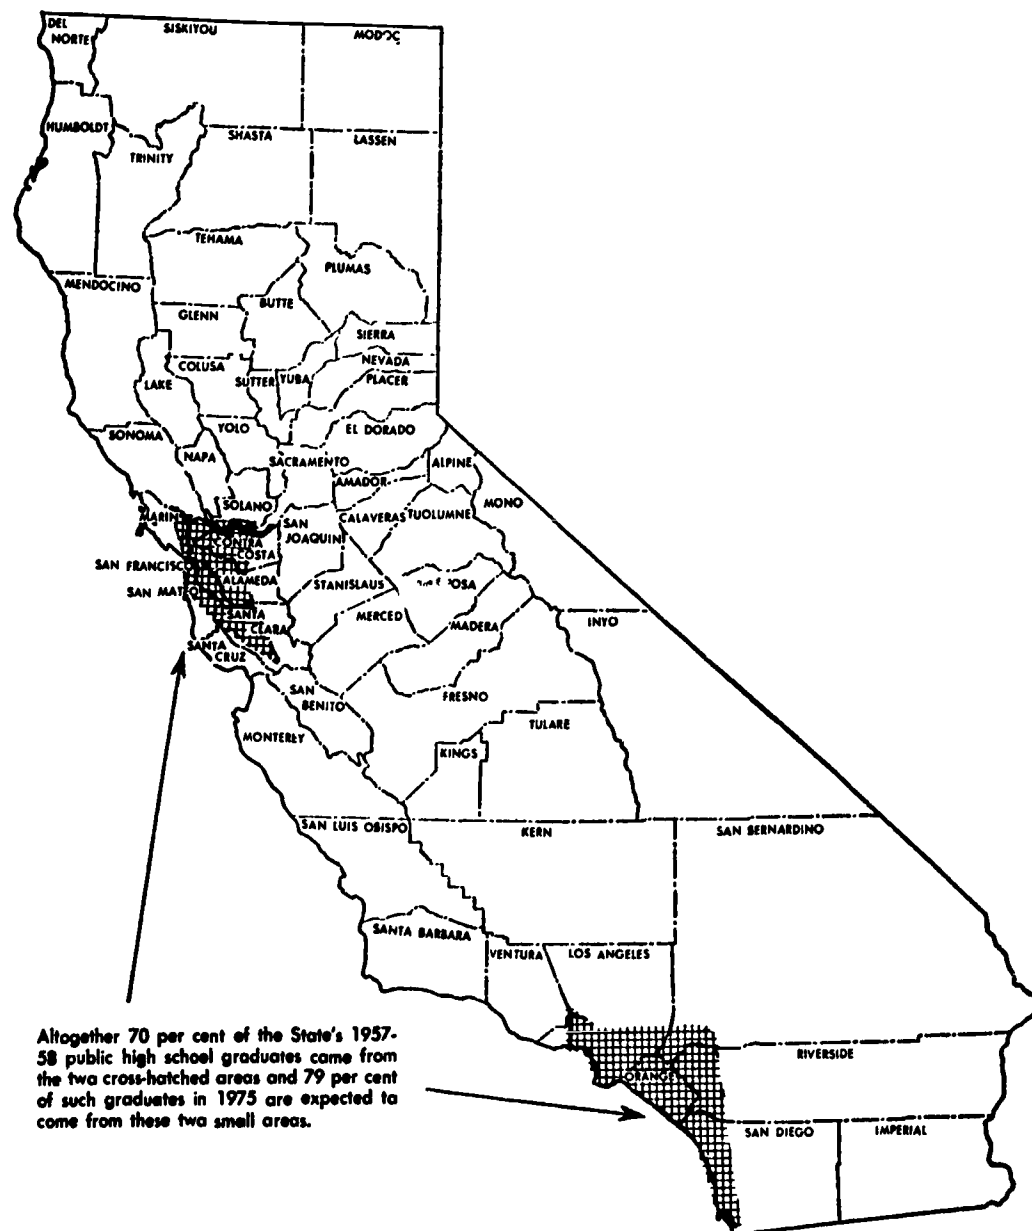 DEL
NORTE
SISKIYOU
MODOC
HUMBOLDT
TRINITY
SHASTA
LASSEN
TEHAMA
PLUMAS
MENDOCINO
GLENN
BUTTE
SIERRA
NEVADA
PLACER
COLUSA
SUTTER
YUBA
LAKE
SONOMA
YOLO
EL DORADO
NAPA
SACRAMENTO
ALPINE
AMADOR
SOLANO
MONO
MARIN
SAN
JOAQUIN
CALAVERAS
TUOLUMNE
CONTRA
COSTA
SAN FRANCISCO
ALAMEDA
STANISLAUS
SAN MATEO
SANTA
CLARA
MERCED
MADERA
INYO
SANTA
CRUZ
SAN
BENITO
FRESNO
TULARE
MONTERLY
KINGS
SAN LUIS OBISPO
KERN
SAN BERNARDINO
SANTA BARBARA
VENTURA
LOS ANGELES
Altogether 70 per cent of the State's 1957-
58 public high school graduates came from
the twa cross-hatched areas and 79 per cent
of such graduates in 1975 are expected ta
come from these twa small areas.
ORANGE
RIVERSIDE
SAN DIEGO
IMPERIAL